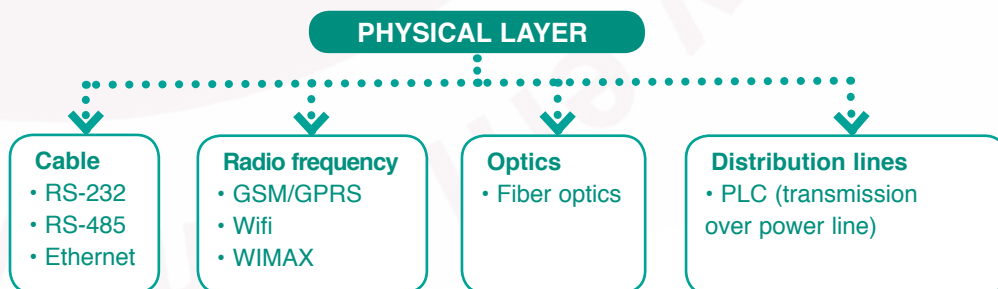 PHYSICAL LAYER
Cable
• RS-232
• RS-485
• Ethernet
Radio frequency
• GSM/GPRS
• Wifi
• WIMAX
Optics
• Fiber optics
Distribution lines
• PLC (transmission
over power line)